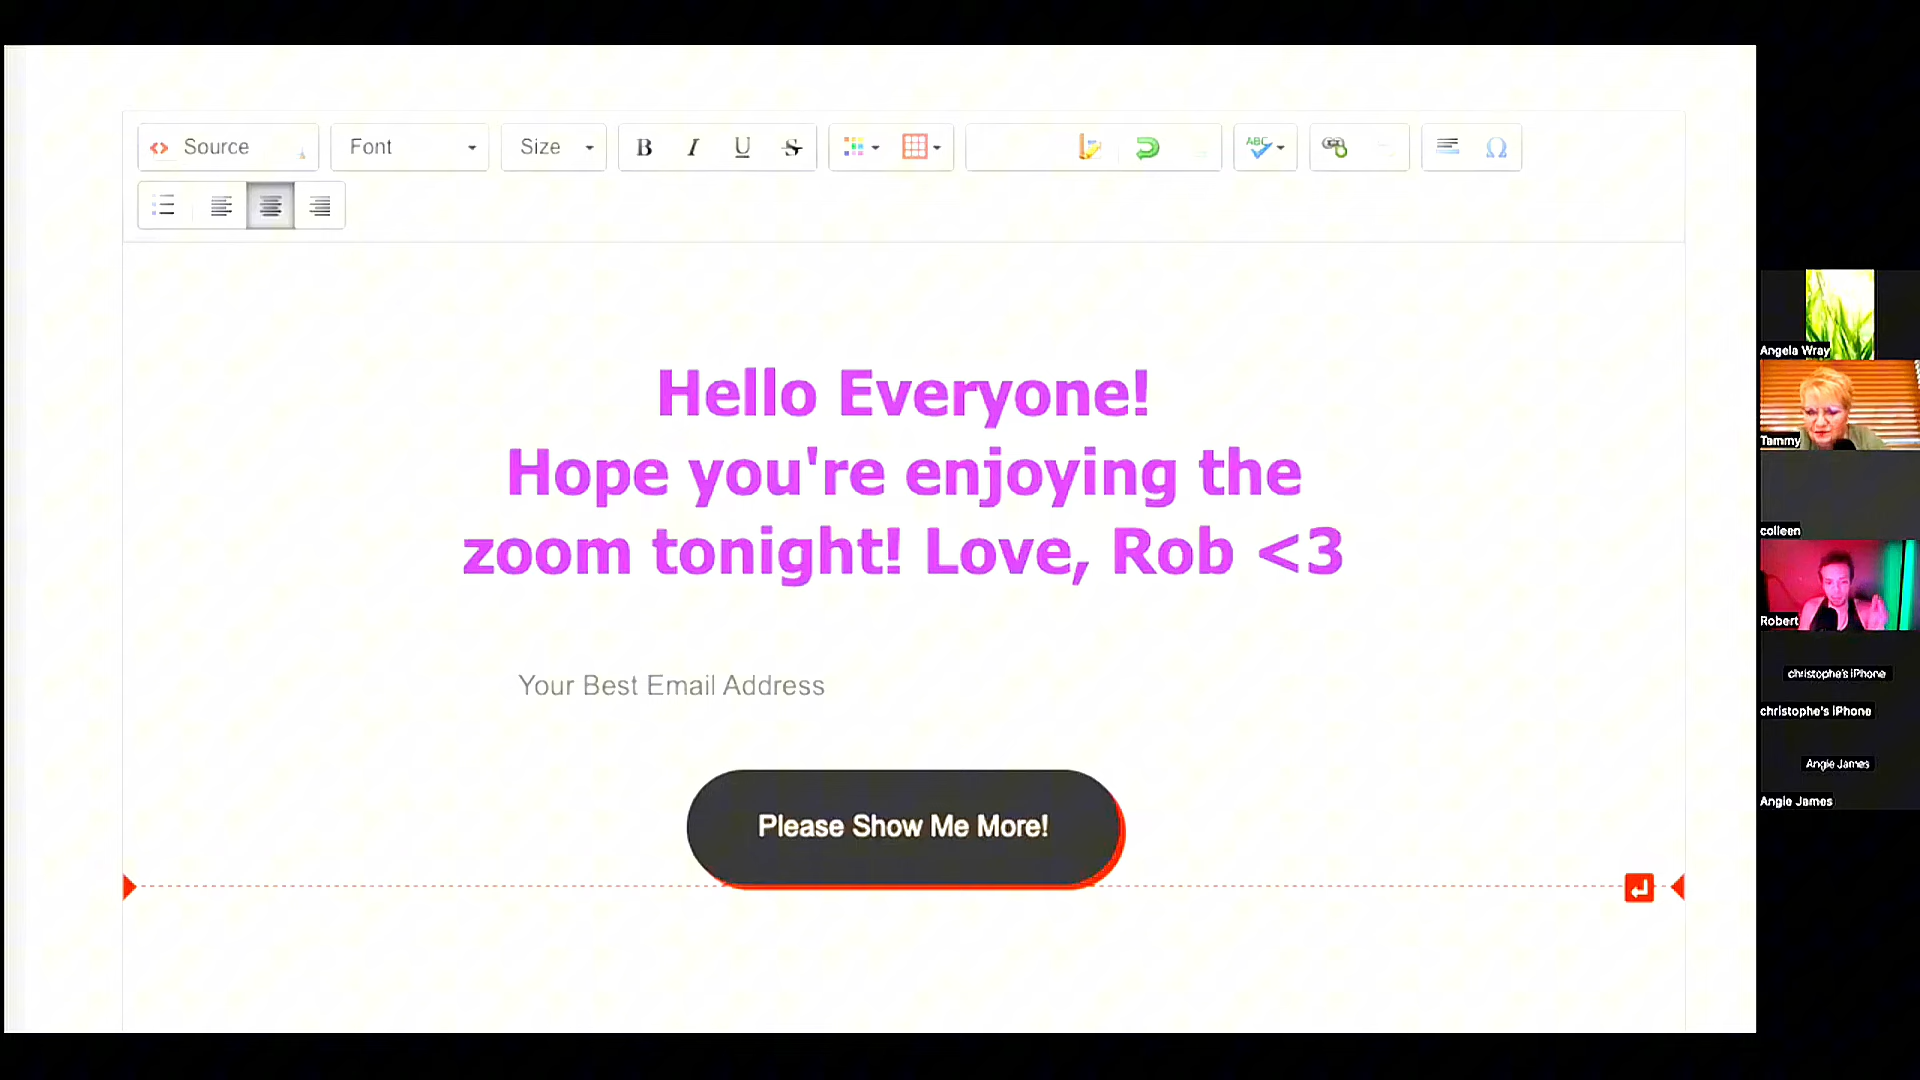 Source
Font
Size
B I U S
ABC
Ω
Hello Everyone!
Hope you're enjoying the
zoom tonight! Love, Rob <3
Your Best Email Address
Please Show Me More!
Angela Wray
Tammy
colleen
Robert
christophe's iPhone
christophe's iPhone
Angie James
Angie James